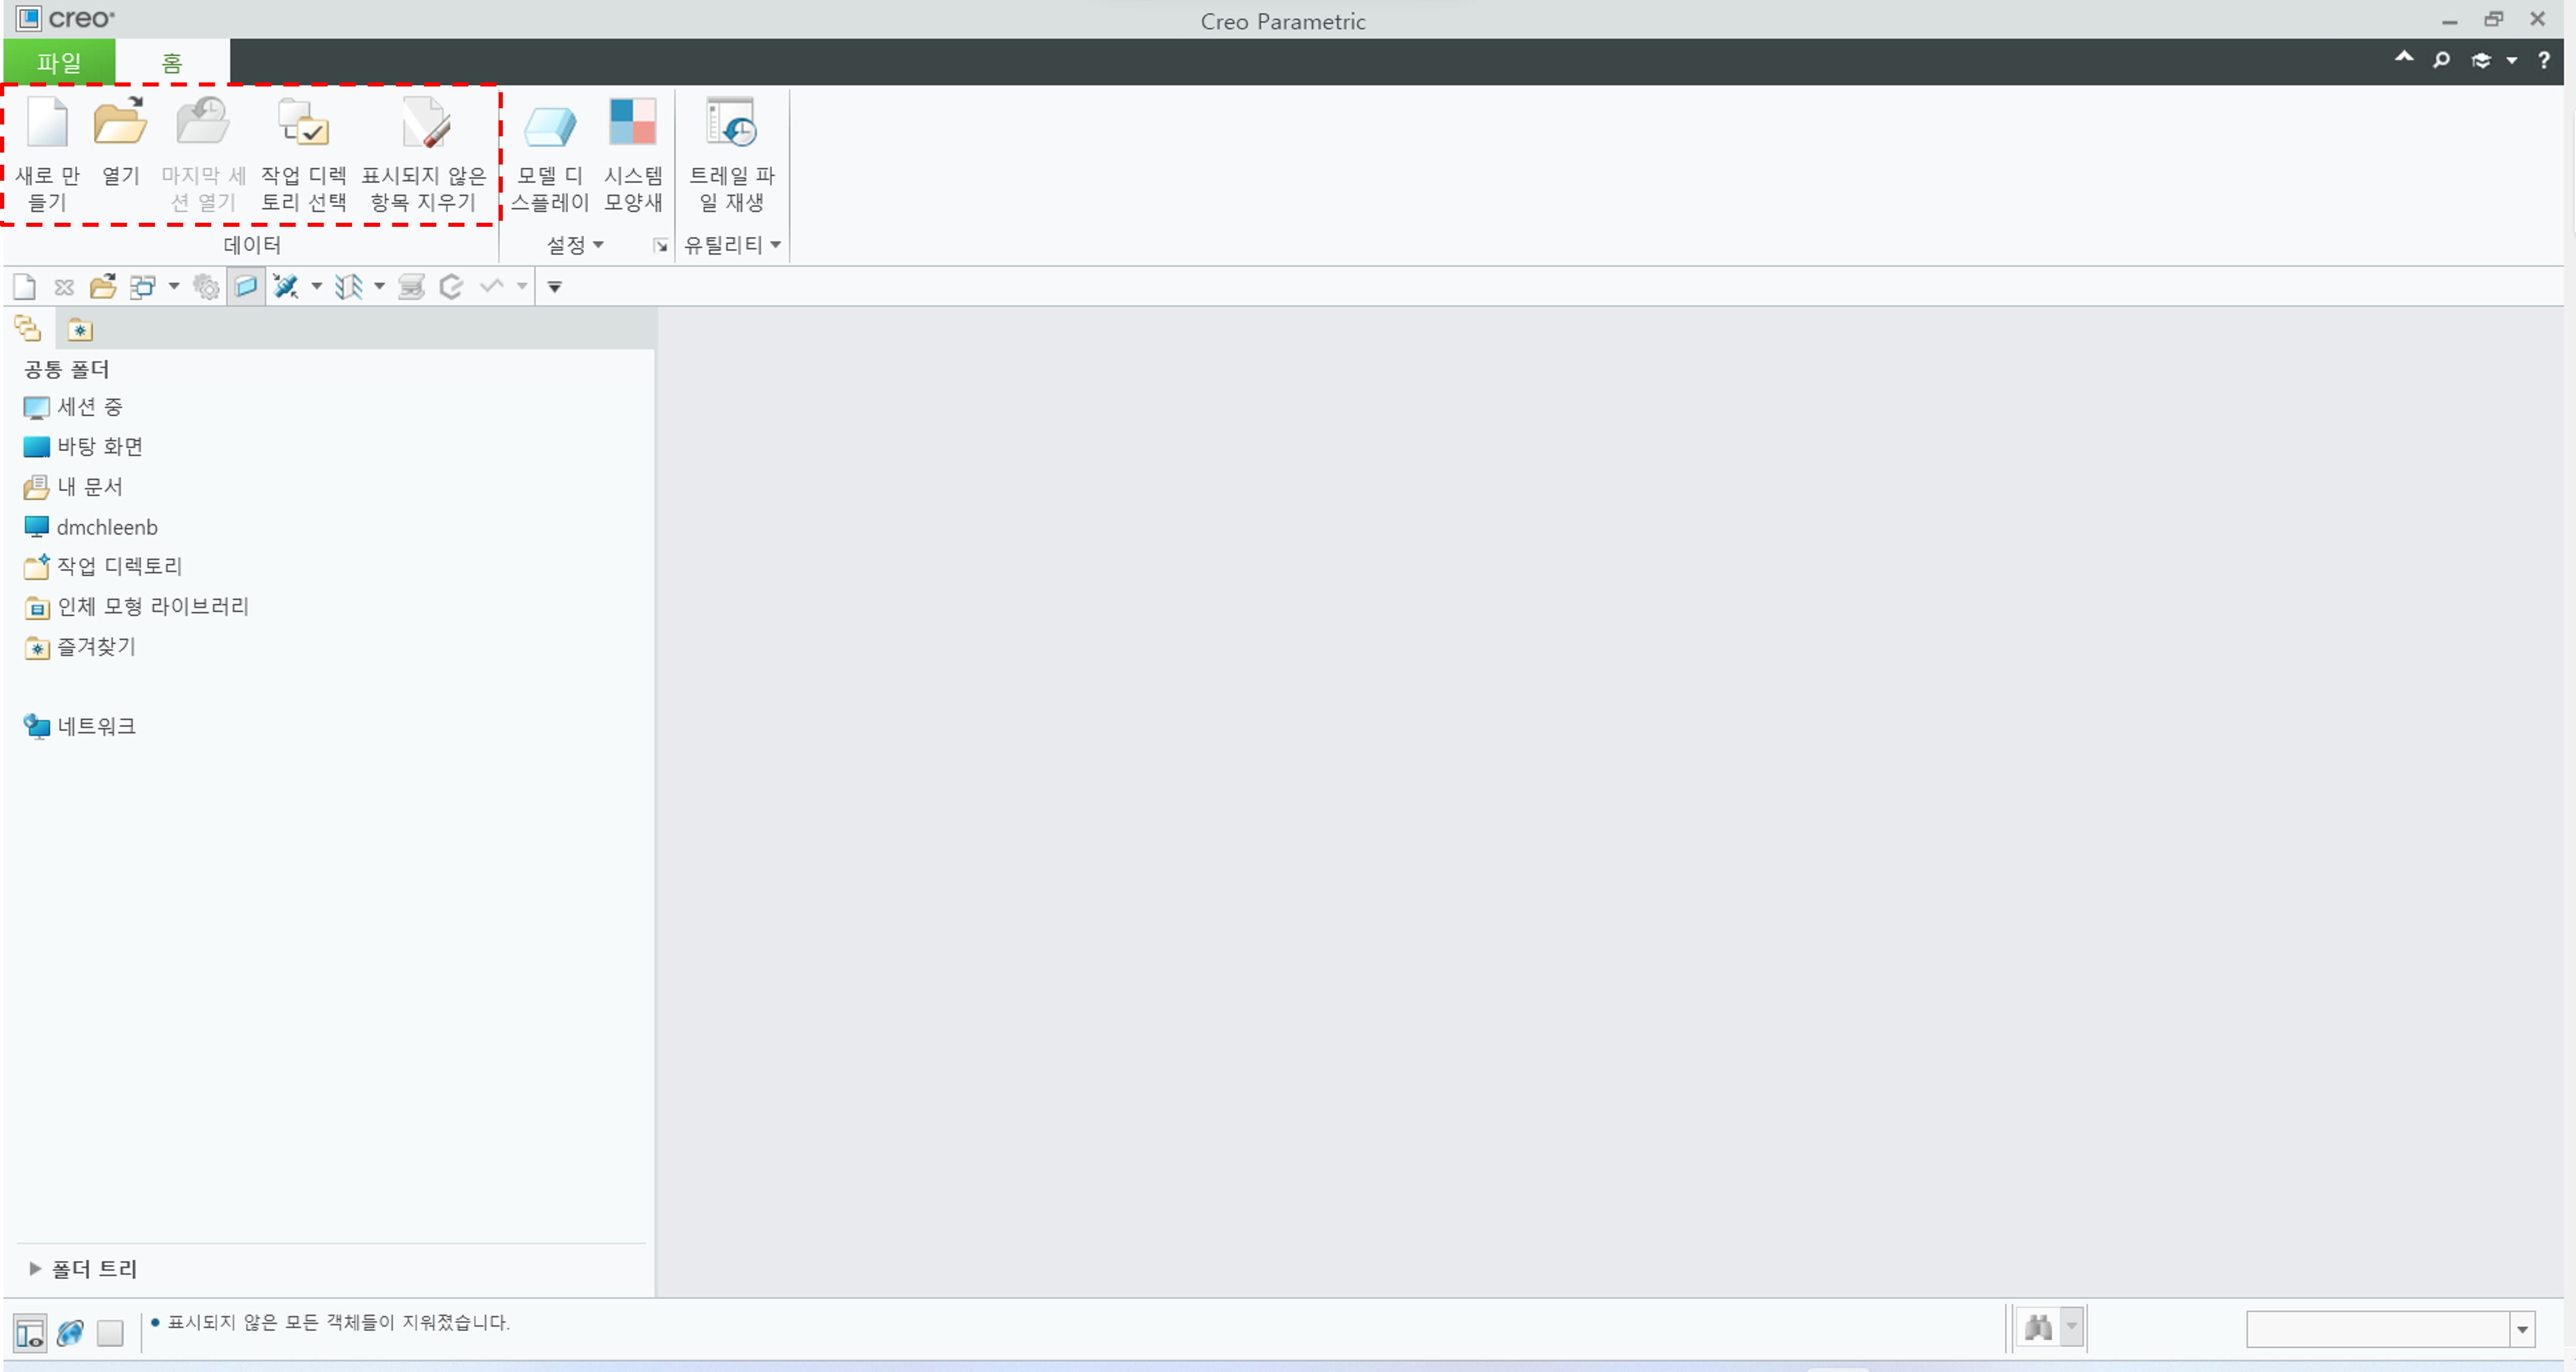 creo
Creo Parametric
파일
홈
새로 만
들기
열기
마지막 세
션 열기
작업 디렉
토리 선택
표시되지 않은
항목 지우기
모델 디
스플레이
시스템
모양새
트레일 파
일 재생
데이터
설정
유틸리티
공통 폴더
세션 중
바탕 화면
내 문서
dmchleenb
작업 디렉토리
인체 모형 라이브러리
즐겨찾기
네트워크
폴더 트리
• 표시되지 않은 모든 객체들이 지워졌습니다.